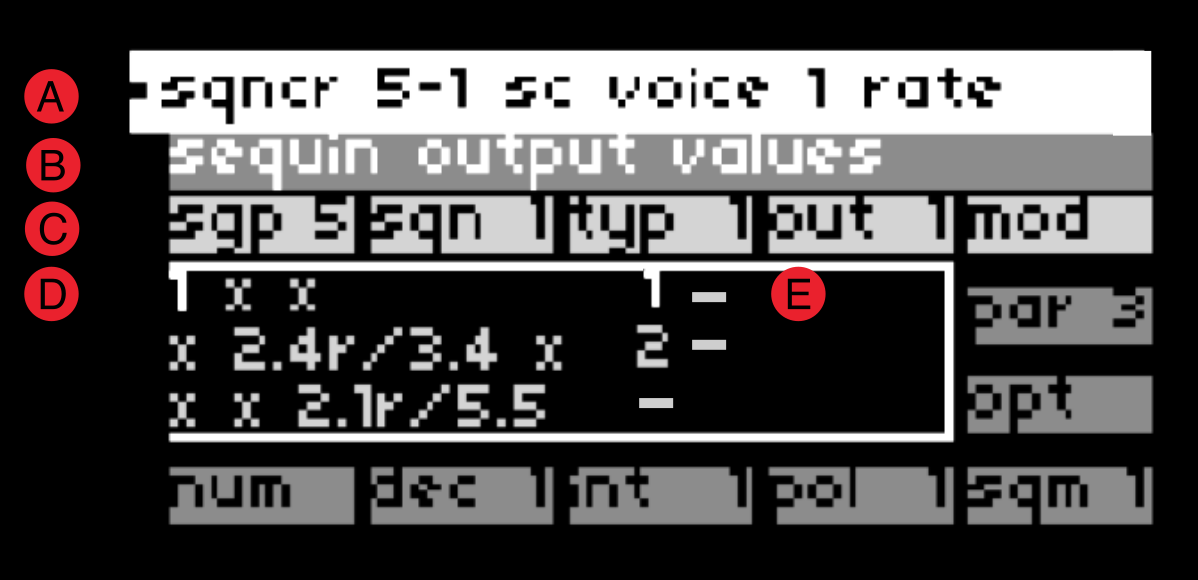 A -sqncr 5-1 sc voice 1 rate
B sequin output values
C sgp 5 sqn 1 typ 1 out 1 mod
D 1 x x 1 - E
par 3
x 2.4r/3.4 x 2 -
x x 2.1r/5.5 -
opt
num dec 1 int 1 pol 1 sqm 1